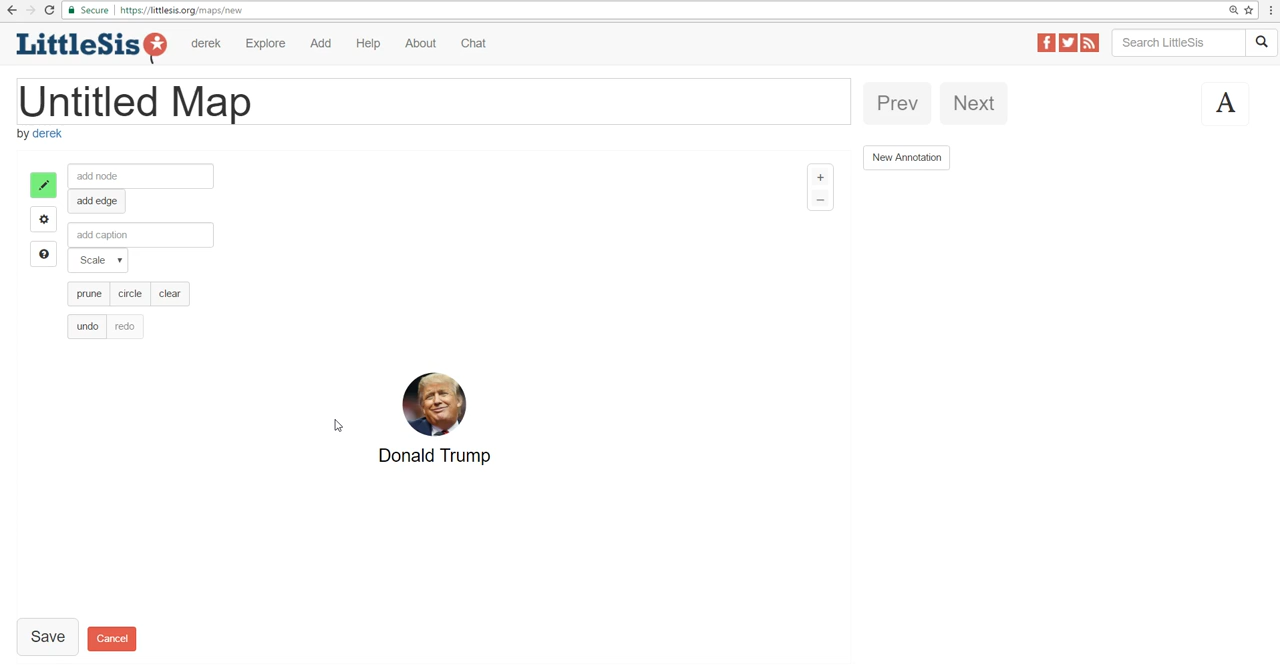 Secure https://littlesis.org/maps/new
LittleSis derek Explore Add Help About Chat Search LittleSis
Untitled Map
by derek
Prev Next A
New Annotation
add node
add edge
add caption
Scale
prune circle clear
undo redo
+
–
Donald Trump
Save Cancel